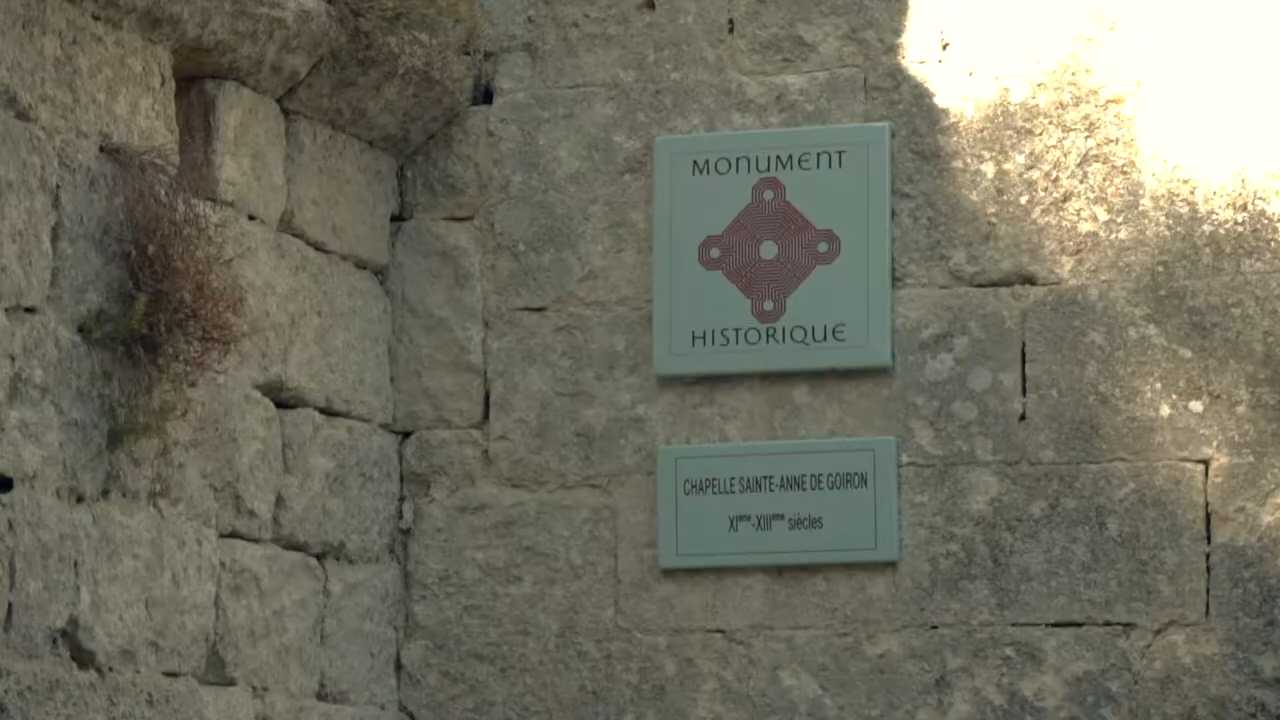 MONUMENT
HISTORIQUE
CHAPELLE SAINTE-ANNE DE GOIRON
XIème-XIIIème siècles